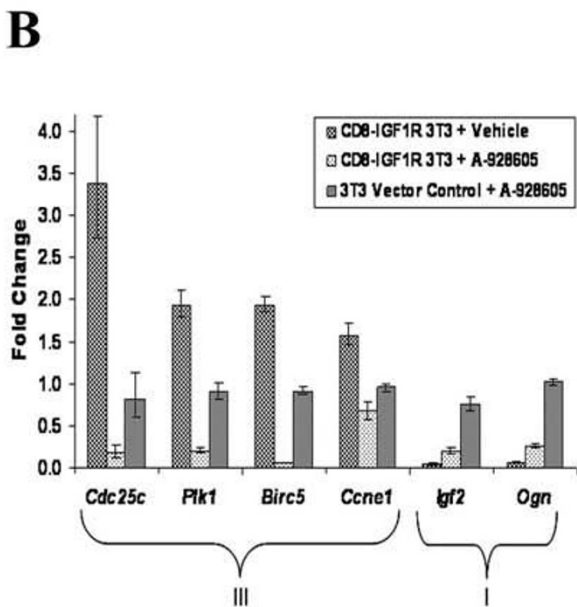 B
CD8-IGF1R 3T3 + Vehicle
CD8-IGF1R 3T3 + A-928605
3T3 Vector Control + A-928605
Fold Change
4.0
3.5
3.0
2.5
2.0
1.5
1.0
0.5
0.0
Cdc25c Plk1 Birc5 Ccne1 Igf2 Ogn
III I